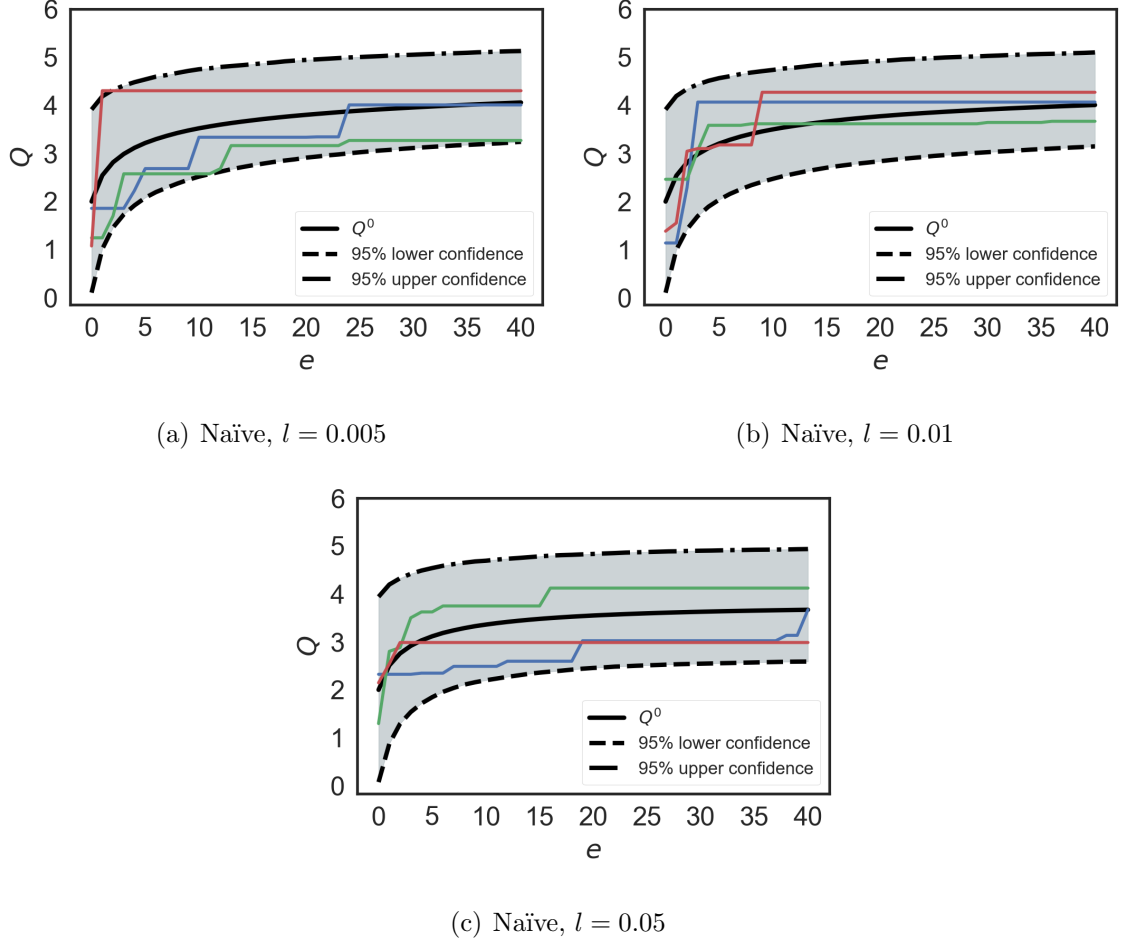 6
5
4
3
2
1
0
Q
0 5 10 15 20 25 30 35 40
e
Q⁰
95% lower confidence
95% upper confidence
(a) Naïve, l = 0.005
6
5
4
3
2
1
0
Q
0 5 10 15 20 25 30 35 40
e
Q⁰
95% lower confidence
95% upper confidence
(b) Naïve, l = 0.01
6
5
4
3
2
1
0
Q
0 5 10 15 20 25 30 35 40
e
Q⁰
95% lower confidence
95% upper confidence
(c) Naïve, l = 0.05